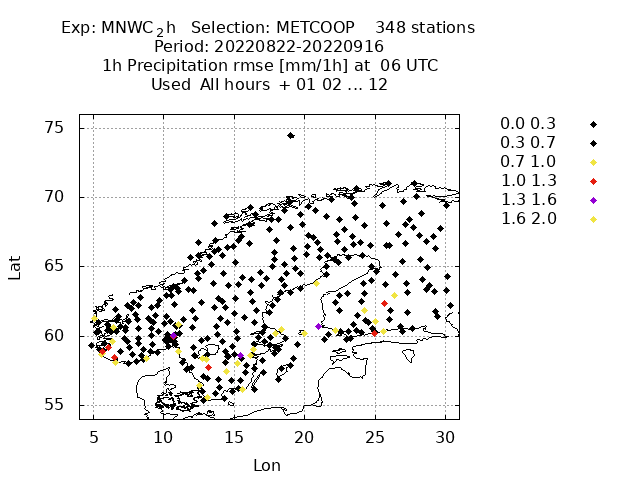 Exp: MNWC₂h Selection: METCOOP 348 stations
Period: 20220822-20220916
1h Precipitation rmse [mm/1h] at 06 UTC
Used All hours + 01 02 ... 12
75
70
65
60
55
5 10 15 20 25 30
Lat
Lon
0.0 0.3
0.3 0.7
0.7 1.0
1.0 1.3
1.3 1.6
1.6 2.0